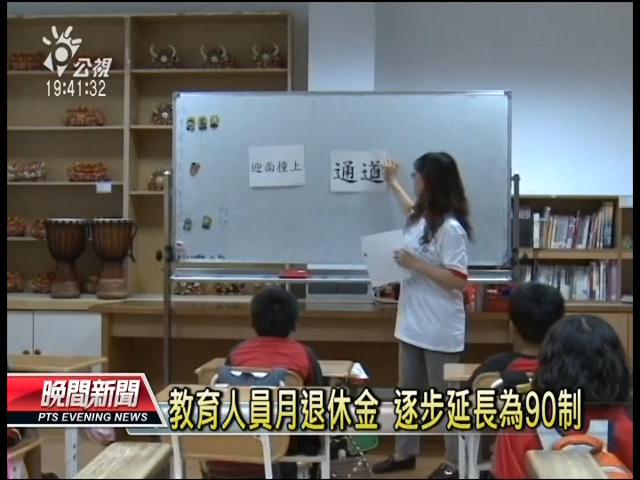 公視
19:41:32
迎面撞上
通道
晚間新聞
PTS EVENING NEWS
教育人員月退休金 逐步延長為90制